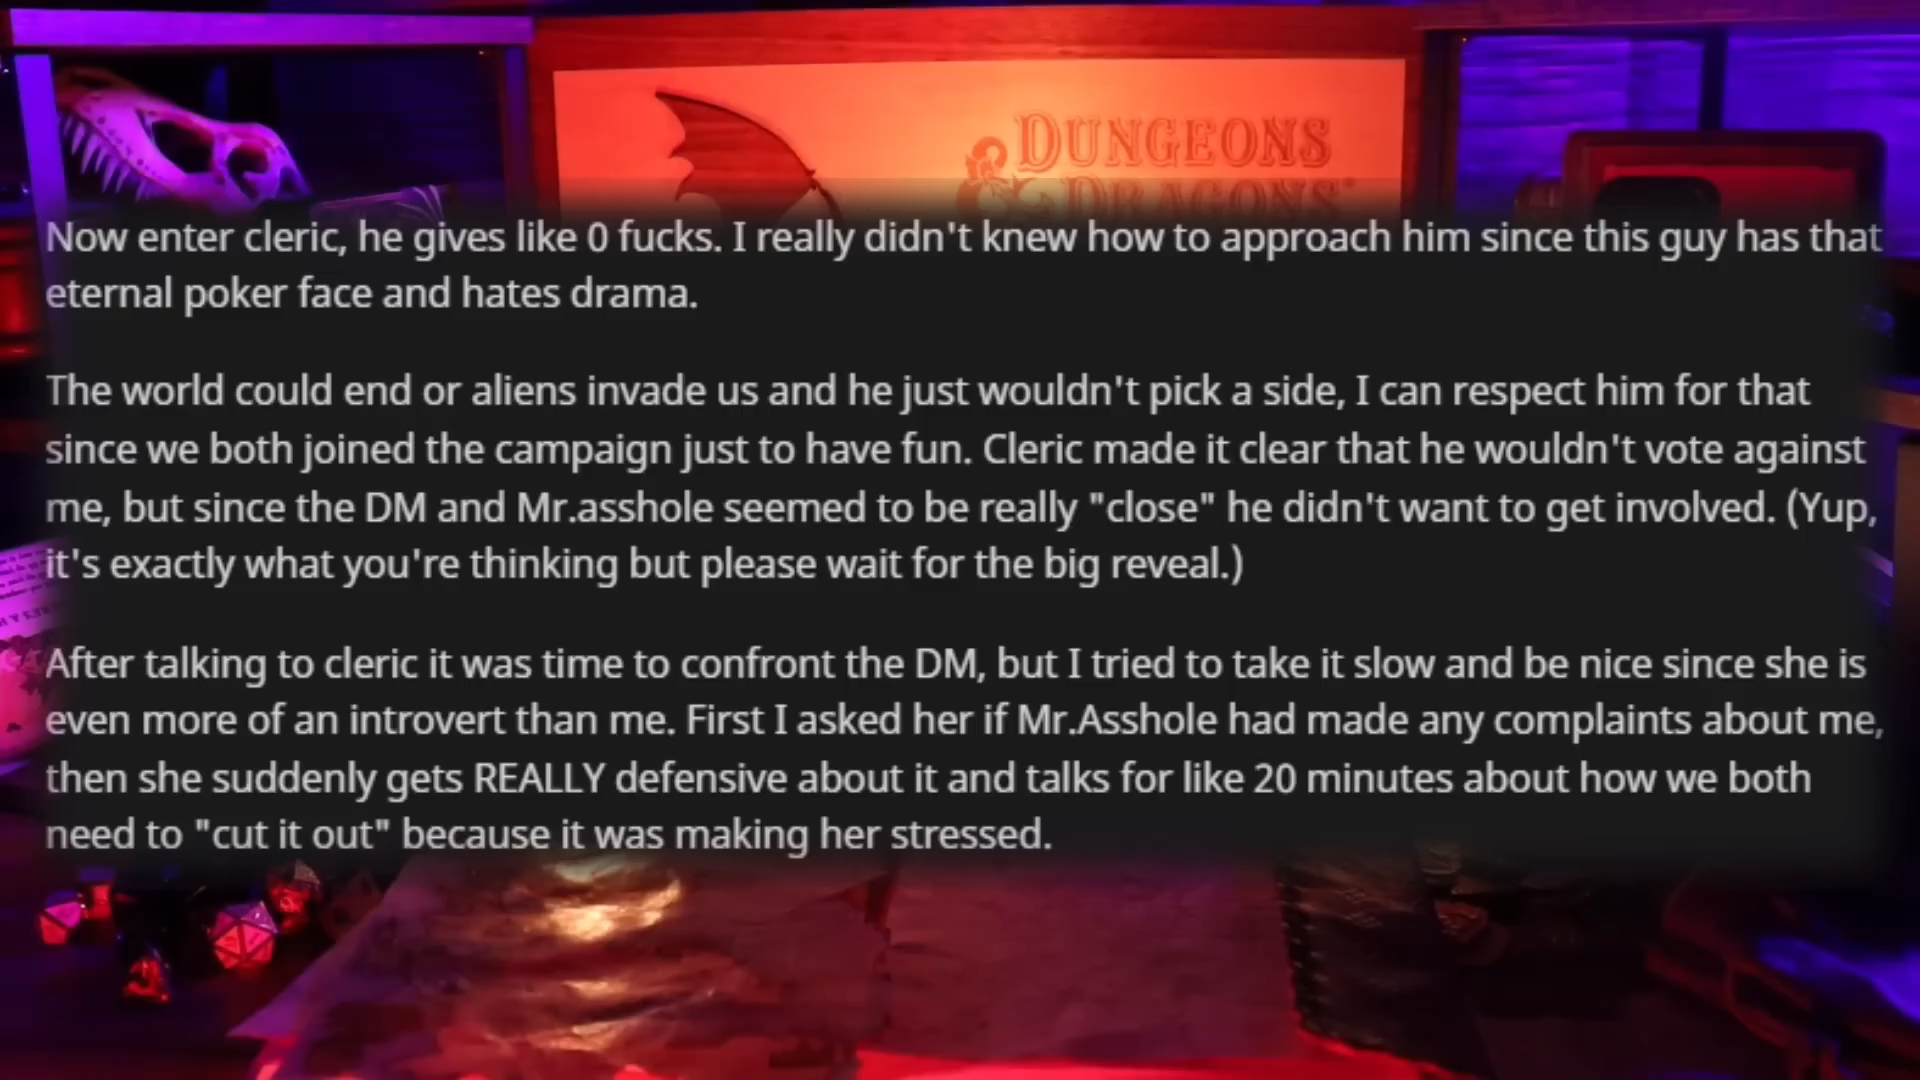 DUNGEONS
& DRAGONS
Now enter cleric, he gives like 0 fucks. I really didn't knew how to approach him since this guy has that
eternal poker face and hates drama.
The world could end or aliens invade us and he just wouldn't pick a side, I can respect him for that
since we both joined the campaign just to have fun. Cleric made it clear that he wouldn't vote against
me, but since the DM and Mr.asshole seemed to be really "close" he didn't want to get involved. (Yup,
it's exactly what you're thinking but please wait for the big reveal.)
After talking to cleric it was time to confront the DM, but I tried to take it slow and be nice since she is
even more of an introvert than me. First I asked her if Mr.Asshole had made any complaints about me,
then she suddenly gets REALLY defensive about it and talks for like 20 minutes about how we both
need to "cut it out" because it was making her stressed.